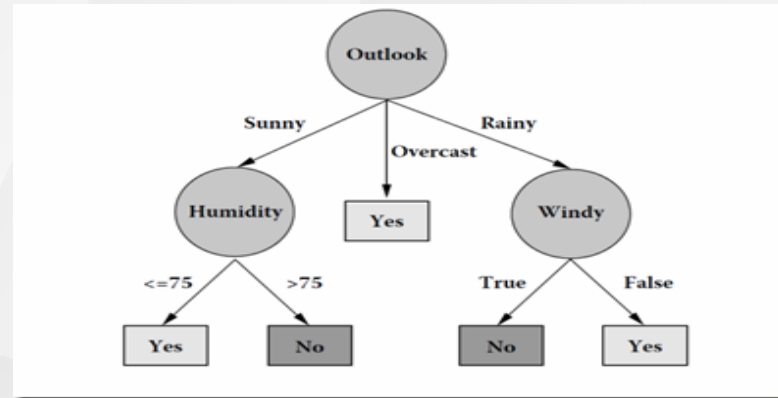 Outlook
Sunny
Rainy
Overcast
Humidity
Yes
Windy
<=75
>75
True
False
Yes
No
No
Yes